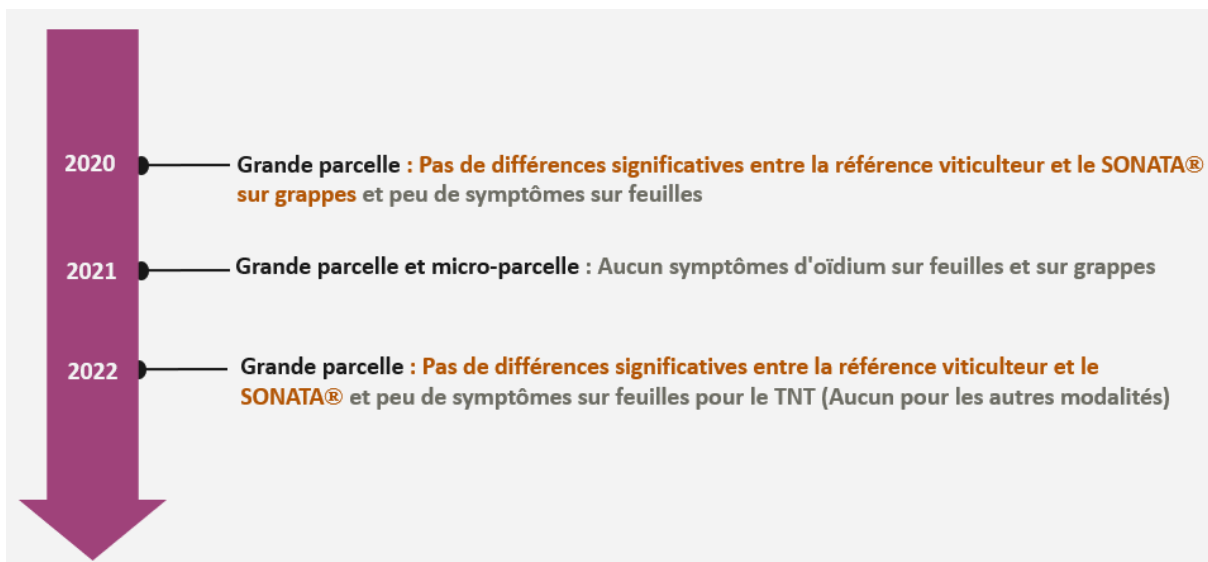 2020
Grande parcelle : Pas de différences significatives entre la référence viticulteur et le SONATA®
sur grappes et peu de symptômes sur feuilles
2021
Grande parcelle et micro-parcelle : Aucun symptômes d'oïdium sur feuilles et sur grappes
2022
Grande parcelle : Pas de différences significatives entre la référence viticulteur et le
SONATA® et peu de symptômes sur feuilles pour le TNT (Aucun pour les autres modalités)